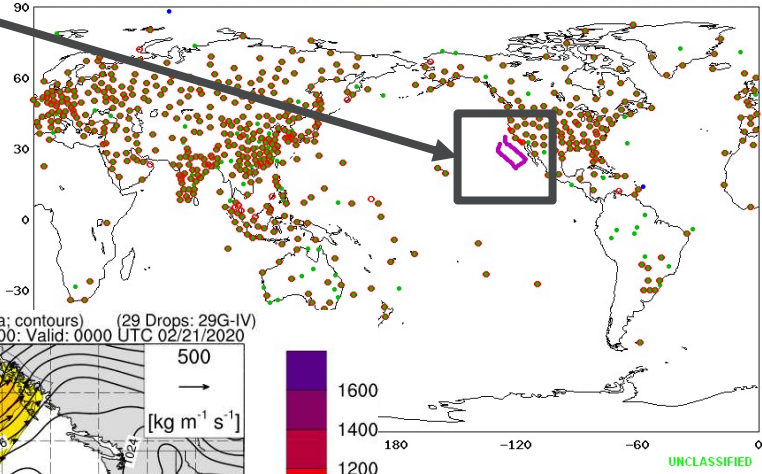 90
60
30
0
−30
a; contours) (29 Drops: 29G-IV)
00: Valid: 0000 UTC 02/21/2020
500
[kg m⁻¹ s⁻¹]
1024
1600
1400
1200
180 −120 −60 0
UNCLASSIFIED